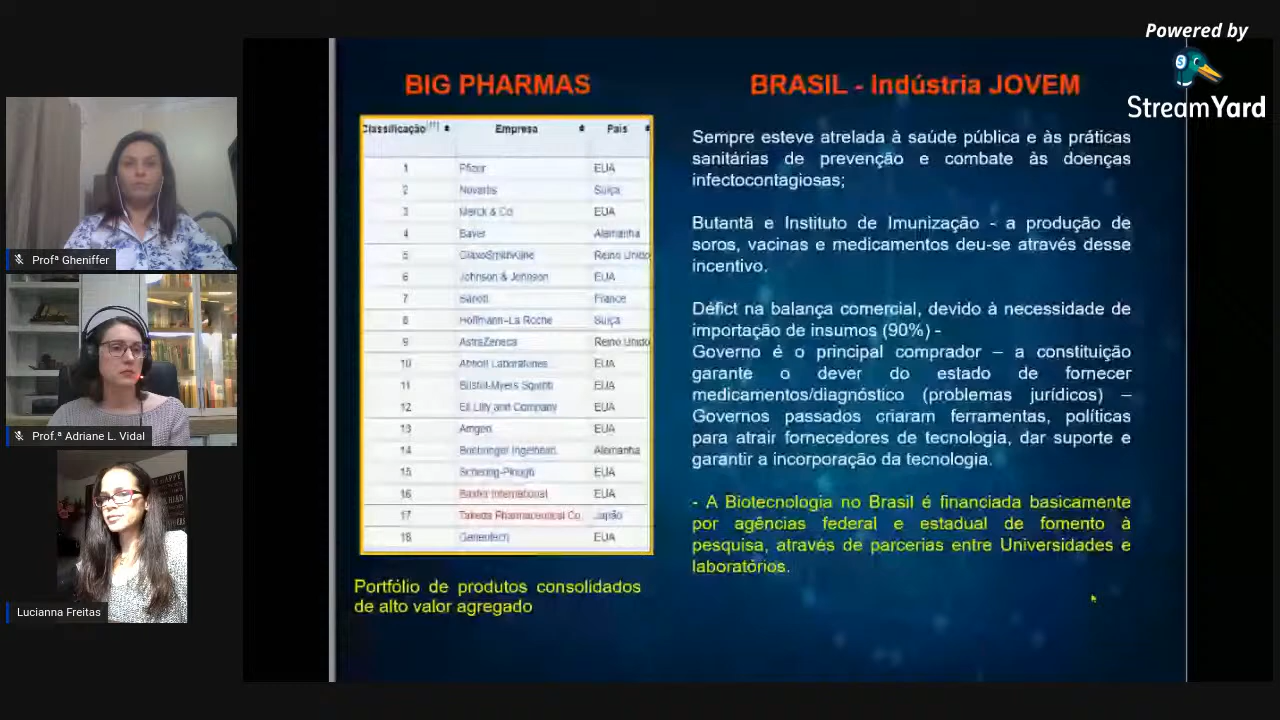 Powered by
StreamYard
BIG PHARMAS
BRASIL - Indústria JOVEM
Classificação Empresa País
1 Pfizer EUA
2 Novartis Suíça
3 Merck & Co EUA
4 Bayer Alemanha
5 GlaxoSmithKline Reino Unido
6 Johnson & Johnson EUA
7 Sanofi France
8 Hoffmann–La Roche Suíça
9 AstraZeneca Reino Unido
10 Abbott Laboratories EUA
11 Bristol-Myers Squibb EUA
12 Eli Lilly and Company EUA
13 Amgen EUA
14 Boehringer Ingelheim Alemanha
15 Schering-Plough EUA
16 Baxter International EUA
17 Takeda Pharmaceutical Co. Japão
18 Genentech EUA
Portfólio de produtos consolidados
de alto valor agregado
Sempre esteve atrelada à saúde pública e às práticas
sanitárias de prevenção e combate às doenças
infectocontagiosas;
Butantã e Instituto de Imunização - a produção de
soros, vacinas e medicamentos deu-se através desse
incentivo.
Défict na balança comercial, devido à necessidade de
importação de insumos (90%) -
Governo é o principal comprador – a constituição
garante o dever do estado de fornecer
medicamentos/diagnóstico (problemas jurídicos) –
Governos passados criaram ferramentas, políticas
para atrair fornecedores de tecnologia, dar suporte e
garantir a incorporação da tecnologia.
- A Biotecnologia no Brasil é financiada basicamente
por agências federal e estadual de fomento à
pesquisa, através de parcerias entre Universidades e
laboratórios.
Profª Gheniffer
Prof.ª Adriane L. Vidal
Lucianna Freitas